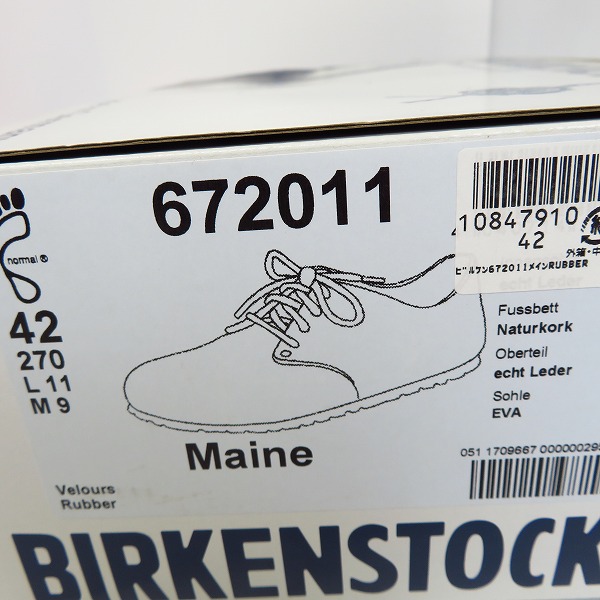 672011
normal®
42
270
L 11
M 9
10847910
42
外箱・中
ﾋﾞﾙｹﾝ672011メインRUBBER
echt Leder
Fussbett
Naturkork
Oberteil
echt Leder
Sohle
EVA
Maine
051 1709667 00000029
Velours
Rubber
BIRKENSTOCK